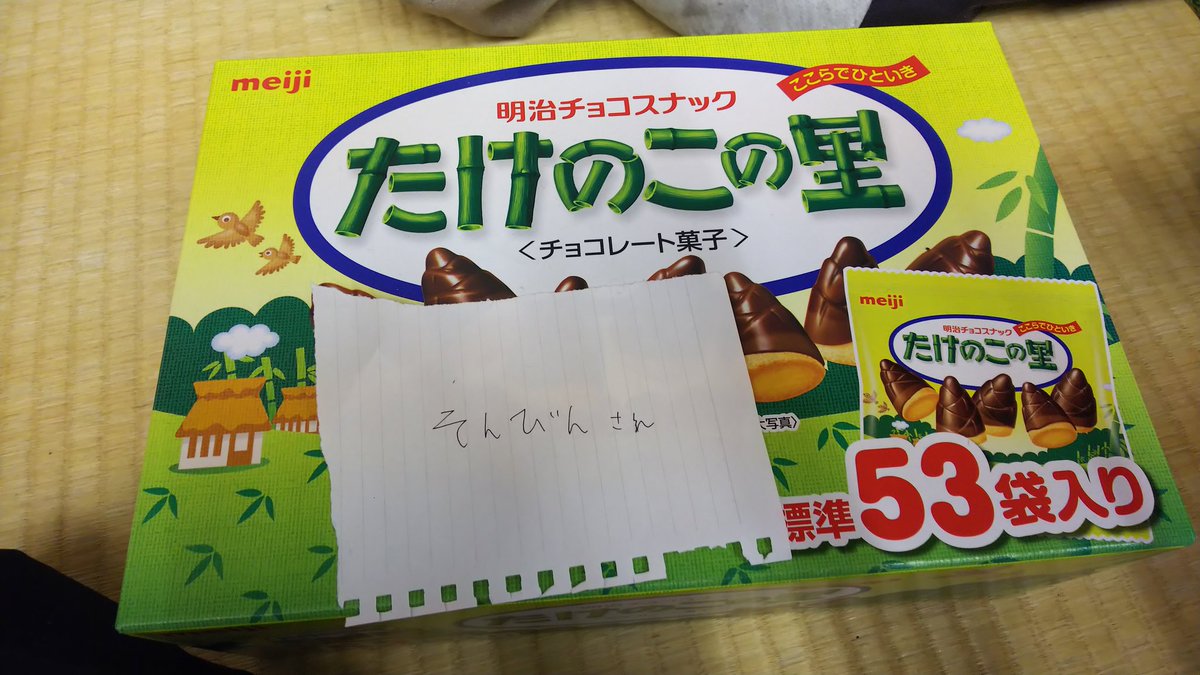 meiji
ここらでひといき
明治チョコスナック
たけのこの里
<チョコレート菓子>
meiji
明治チョコスナック
ここらでひといき
たけのこの里
大写真〉
そんびんさん
標準53袋入り